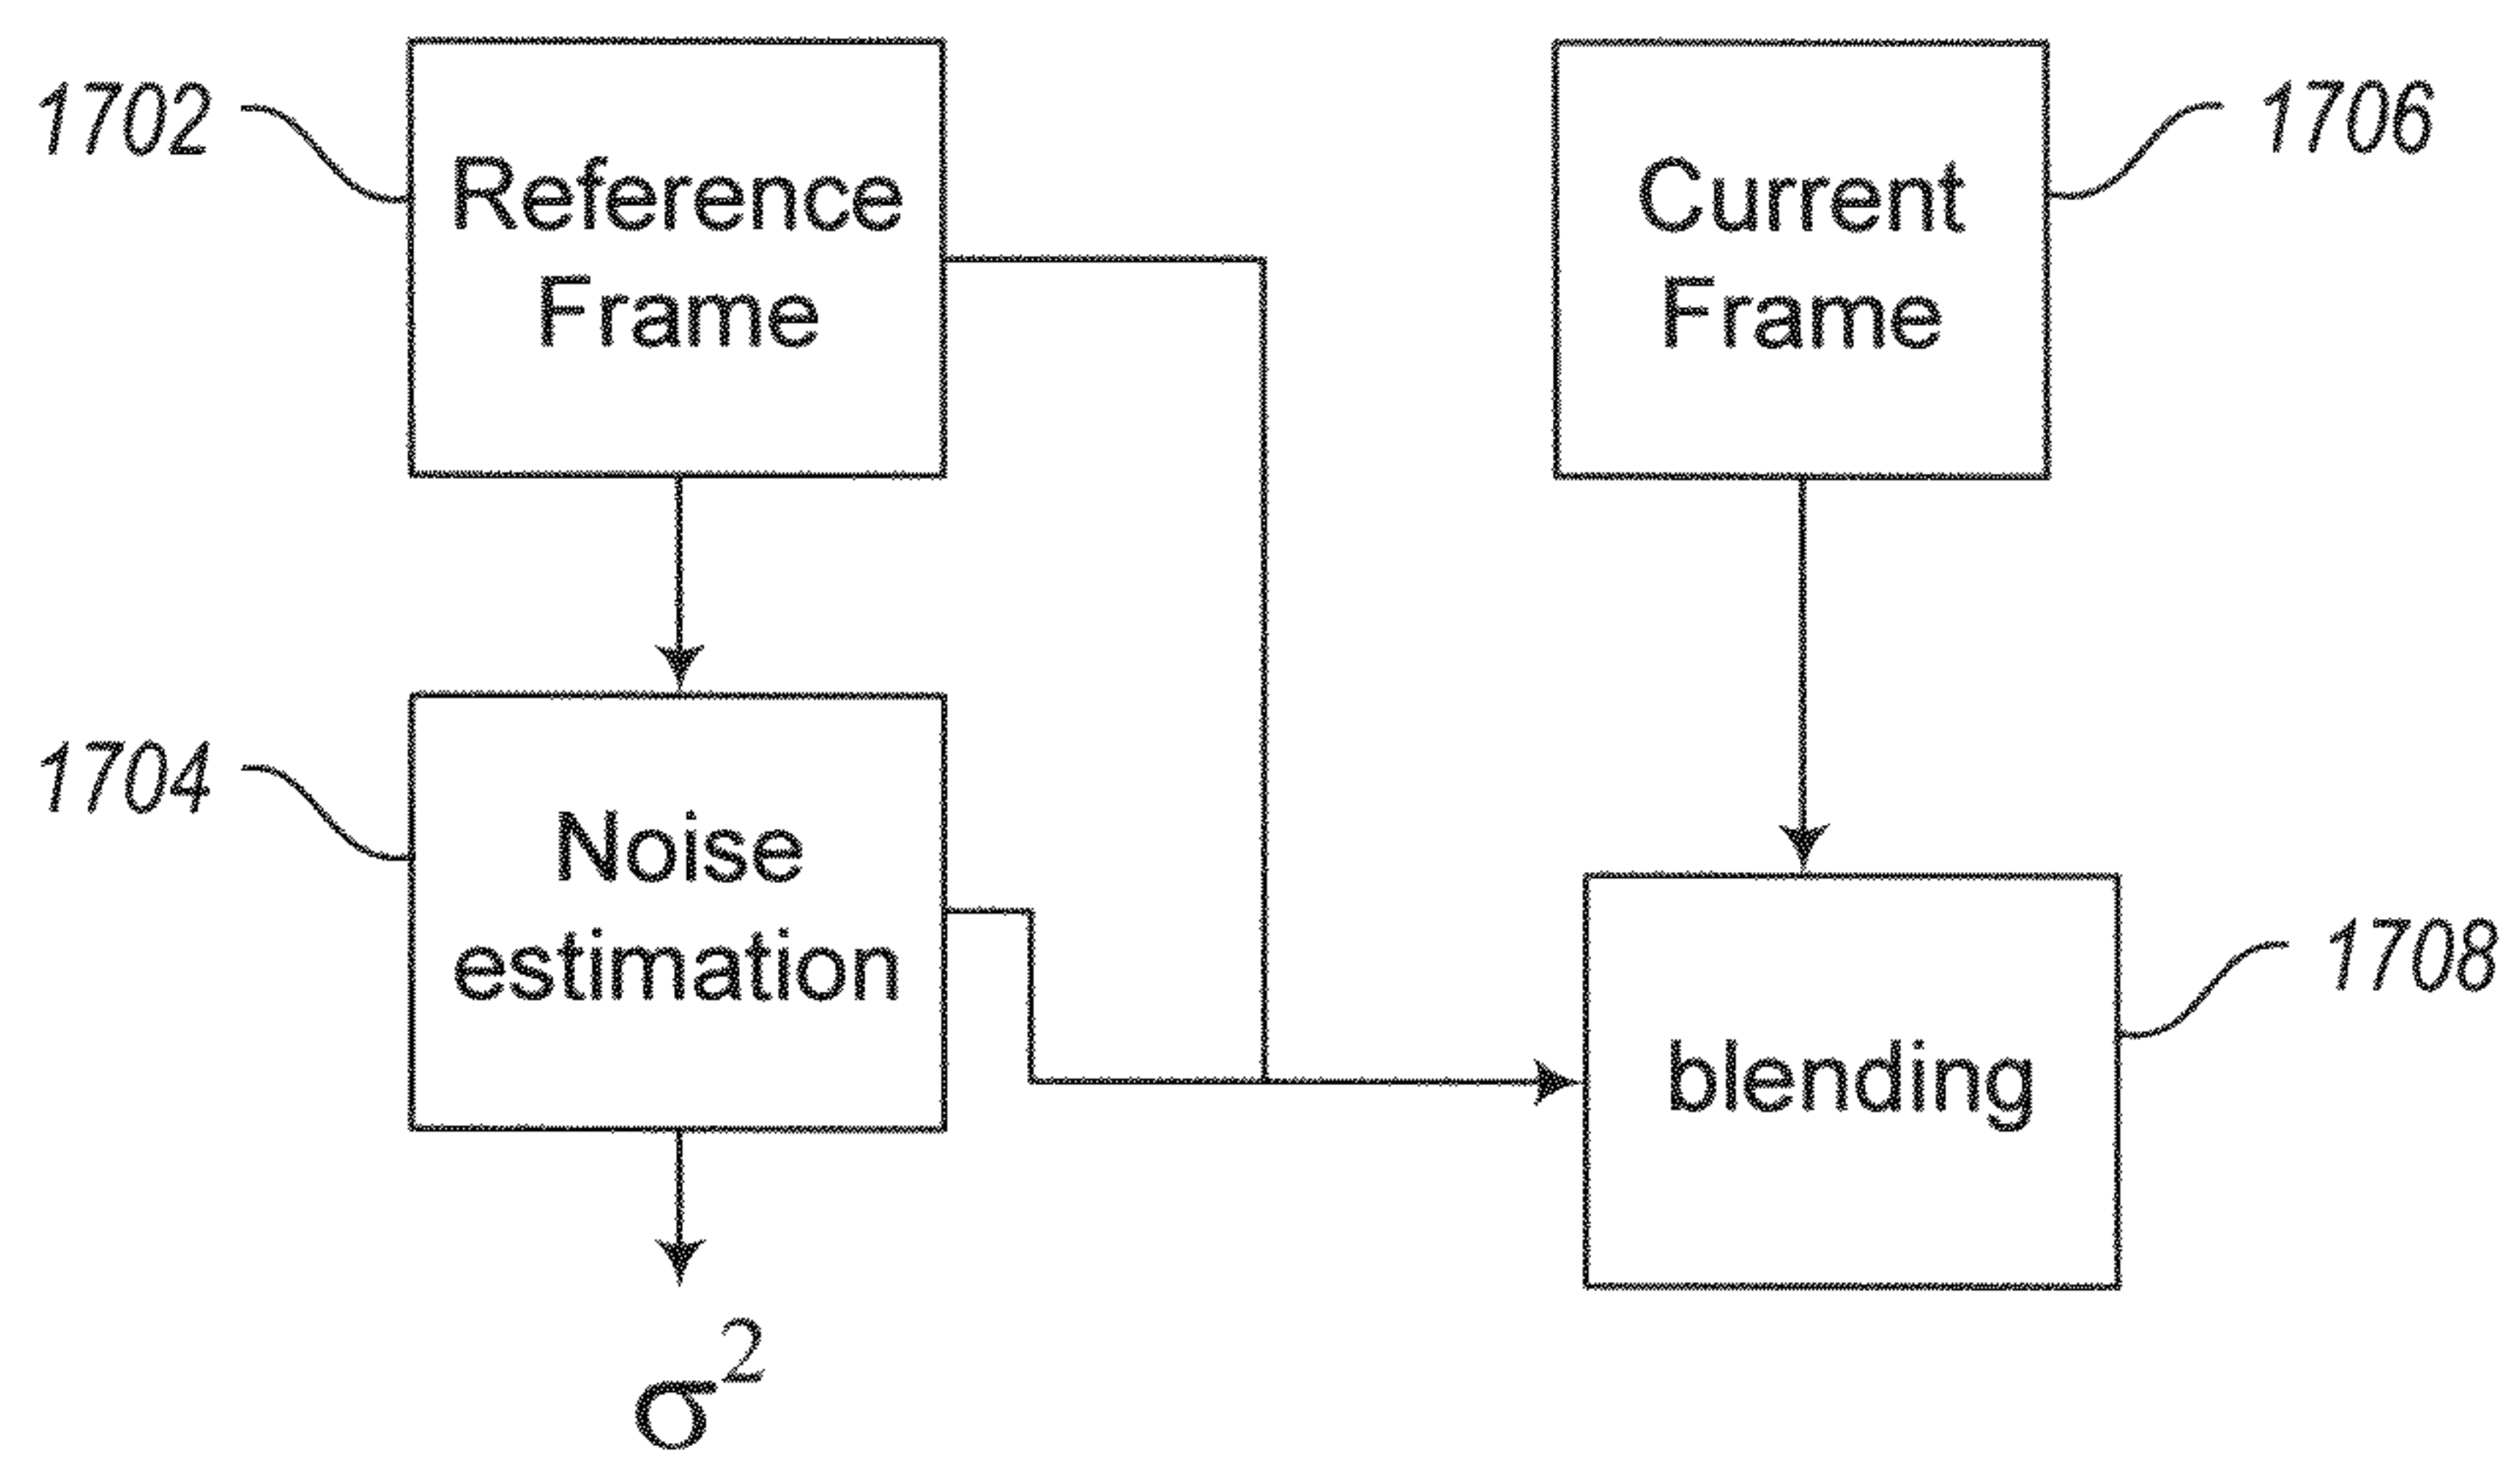 1702
Reference
Frame
1706
Current
Frame
1704
Noise
estimation
1708
blending
σ²